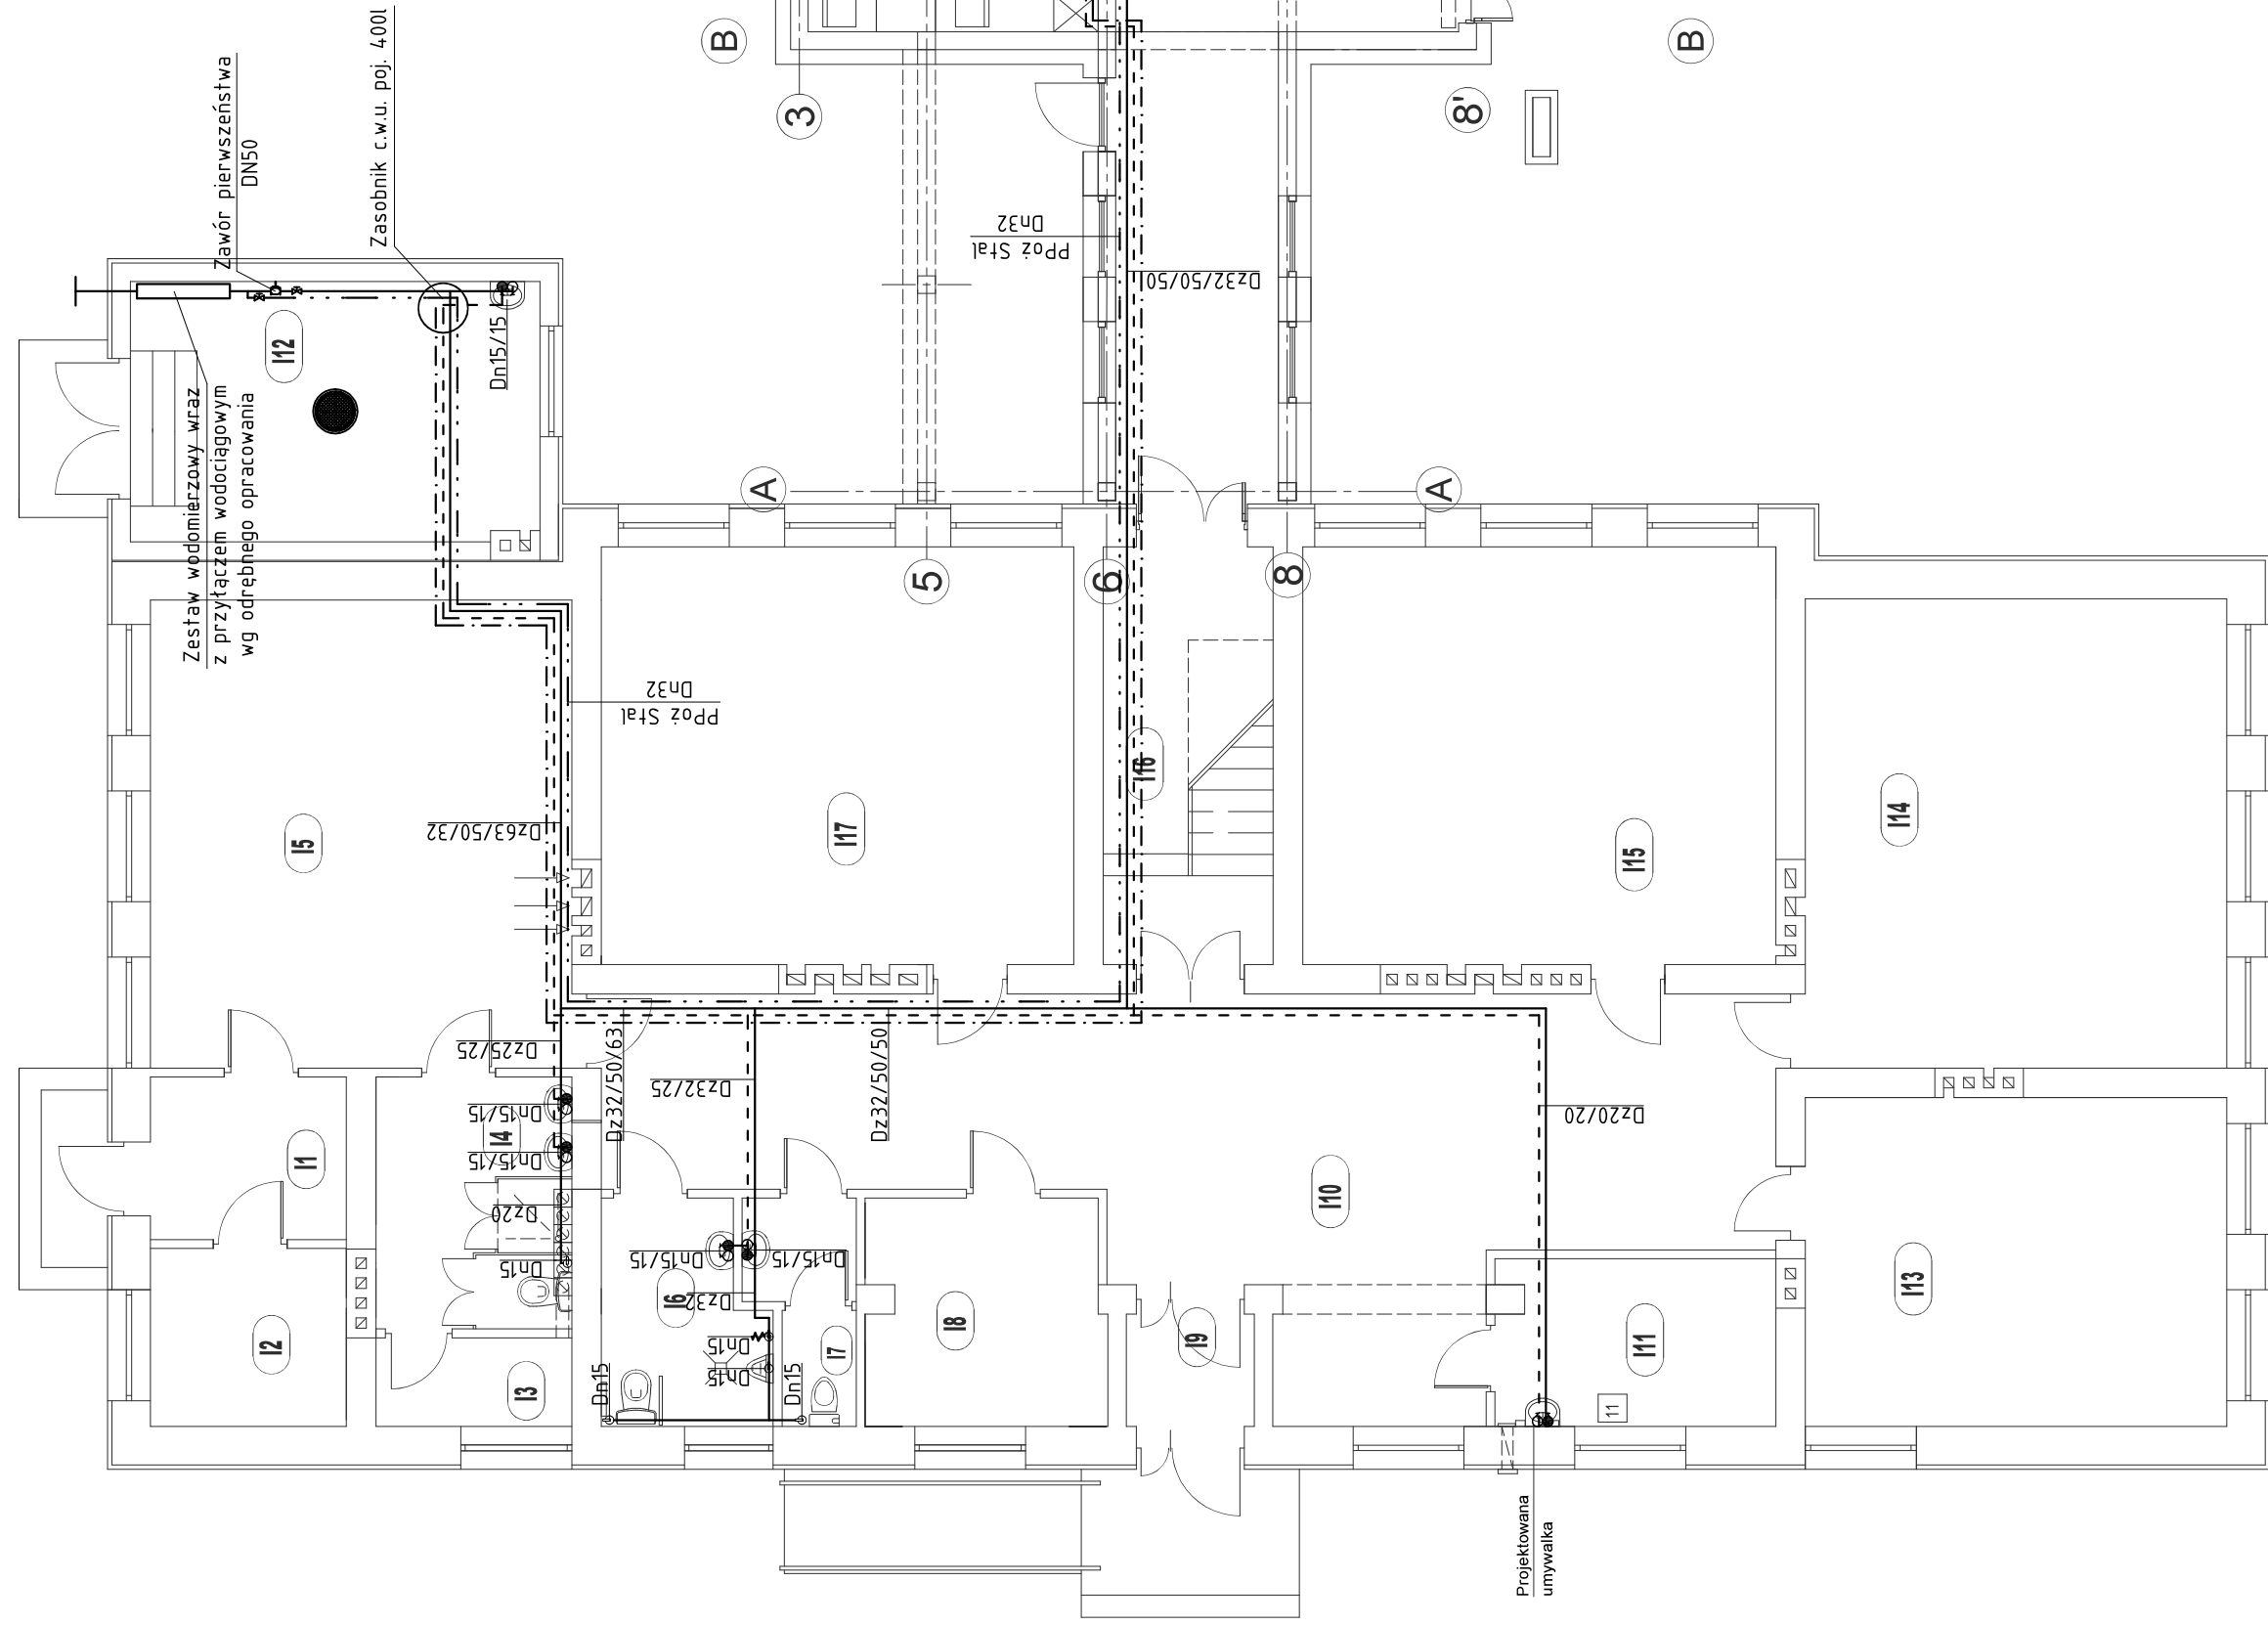 Zawór pierwszeństwa
DN50
Zasobnik c.w.u. poj. 400l
B
B
3
8'
PPoż Stal
Dn32
Dz32/50/50
I12
Dn15/15
Zestaw wodomierzowy wraz
z przyłączem wodociągowym
wg odrębnego opracowania
A
A
5
6
8
PPoż Stal
Dn32
I5
Dz63/50/32
I17
I16
I15
I14
Dz25/25
Dz32/50/63
Dz32/25
Dz32/50/50
Dn15/15
I4
Dn15/15
Dz20/20
I1
Dz20
I10
Dn15
Dn15/15
Dn15/15
I6
Dz32
I13
I2
Dn15
I7
I8
I9
I11
Dn15
Dn15
Dn15
I3
11
Projektowana
umywalka